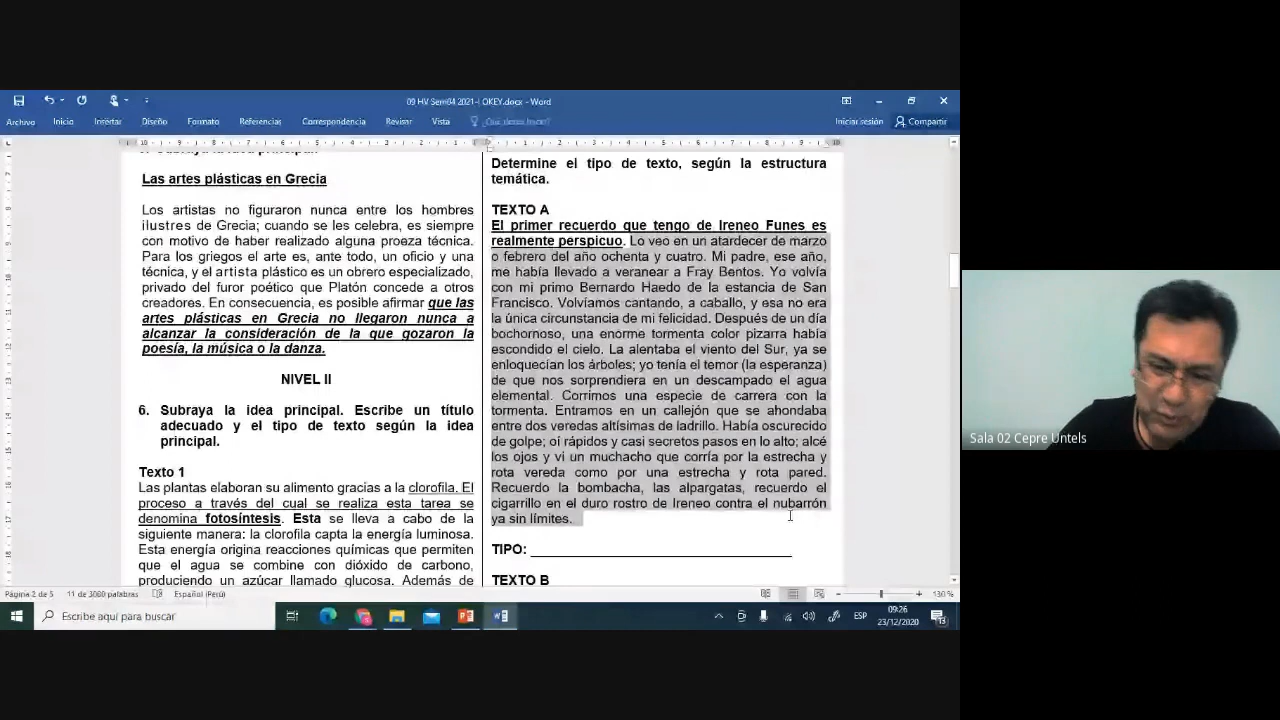 09 HV Sem04 2021-I OKEY.docx - Word
Archivo Inicio Insertar Diseño Formato Referencias Correspondencia Revisar Vista ¿Qué desea hacer? Iniciar sesión Compartir
Las artes plásticas en Grecia
Los artistas no figuraron nunca entre los hombres
ilustres de Grecia; cuando se les celebra, es siempre
con motivo de haber realizado alguna proeza técnica.
Para los griegos el arte es, ante todo, un oficio y una
técnica, y el artista plástico es un obrero especializado,
privado del furor poético que Platón concede a otros
creadores. En consecuencia, es posible afirmar que las
artes plásticas en Grecia no llegaron nunca a
alcanzar la consideración de la que gozaron la
poesía, la música o la danza.
NIVEL II
6. Subraya la idea principal. Escribe un título
adecuado y el tipo de texto según la idea
principal.
Texto 1
Las plantas elaboran su alimento gracias a la clorofila. El
proceso a través del cual se realiza esta tarea se
denomina fotosíntesis. Esta se lleva a cabo de la
siguiente manera: la clorofila capta la energía luminosa.
Esta energía origina reacciones químicas que permiten
que el agua se combine con dióxido de carbono,
produciendo un azúcar llamado glucosa. Además de
Determine el tipo de texto, según la estructura
temática.
TEXTO A
El primer recuerdo que tengo de Ireneo Funes es
realmente perspicuo. Lo veo en un atardecer de marzo
o febrero del año ochenta y cuatro. Mi padre, ese año,
me había llevado a veranear a Fray Bentos. Yo volvía
con mi primo Bernardo Haedo de la estancia de San
Francisco. Volvíamos cantando, a caballo, y esa no era
la única circunstancia de mi felicidad. Después de un día
bochornoso, una enorme tormenta color pizarra había
escondido el cielo. La alentaba el viento del Sur, ya se
enloquecían los árboles; yo tenía el temor (la esperanza)
de que nos sorprendiera en un descampado el agua
elemental. Corrimos una especie de carrera con la
tormenta. Entramos en un callejón que se ahondaba
entre dos veredas altísimas de ladrillo. Había oscurecido
de golpe; oí rápidos y casi secretos pasos en lo alto; alcé
los ojos y vi un muchacho que corría por la estrecha y
rota vereda como por una estrecha y rota pared.
Recuerdo la bombacha, las alpargatas, recuerdo el
cigarrillo en el duro rostro de Ireneo contra el nubarrón
ya sin límites.
TIPO: ______________________________
TEXTO B
Página 2 de 5 11 de 3000 palabras Español (Perú) 130 %
Escribe aquí para buscar
ESP
09:26
23/12/2020
Sala 02 Cepre Untels